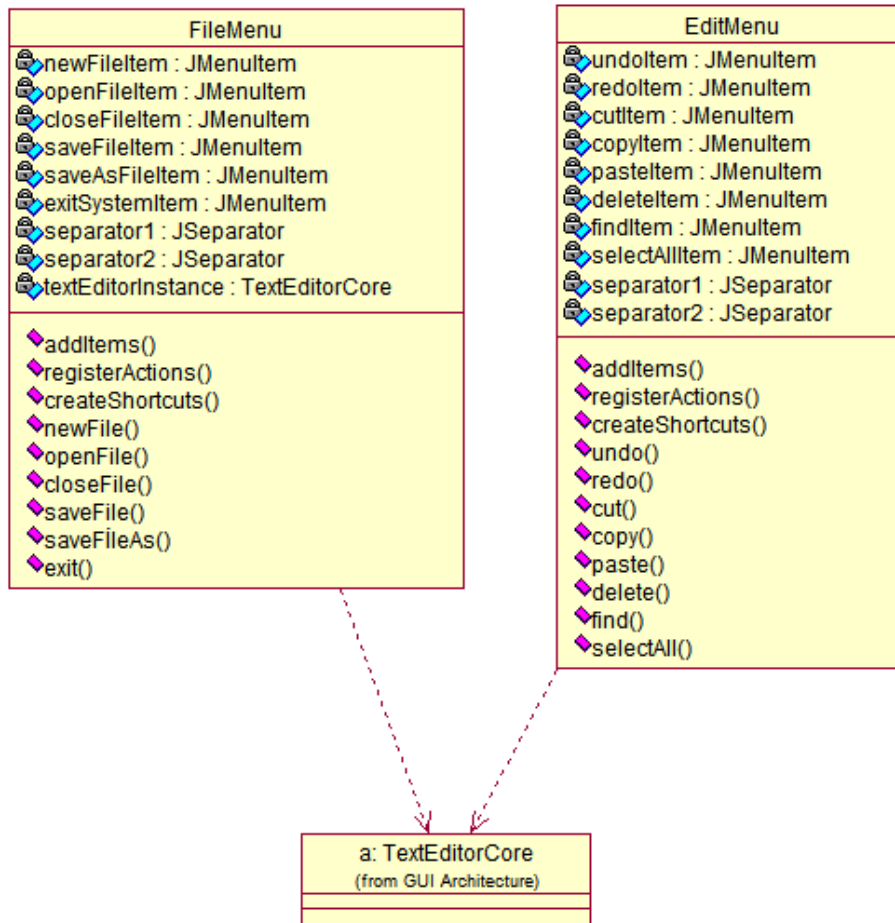 FileMenu
newFileItem : JMenuItem
openFileItem : JMenuItem
closeFileItem : JMenuItem
saveFileItem : JMenuItem
saveAsFileItem : JMenuItem
exitSystemItem : JMenuItem
separator1 : JSeparator
separator2 : JSeparator
textEditorInstance : TextEditorCore
addItems()
registerActions()
createShortcuts()
newFile()
openFile()
closeFile()
saveFile()
saveFİleAs()
exit()
EditMenu
undoItem : JMenuItem
redoItem : JMenuItem
cutItem : JMenuItem
copyItem : JMenuItem
pasteItem : JMenuItem
deleteItem : JMenuItem
findItem : JMenuItem
selectAllItem : JMenuItem
separator1 : JSeparator
separator2 : JSeparator
addItems()
registerActions()
createShortcuts()
undo()
redo()
cut()
copy()
paste()
delete()
find()
selectAll()
a: TextEditorCore
(from GUI Architecture)